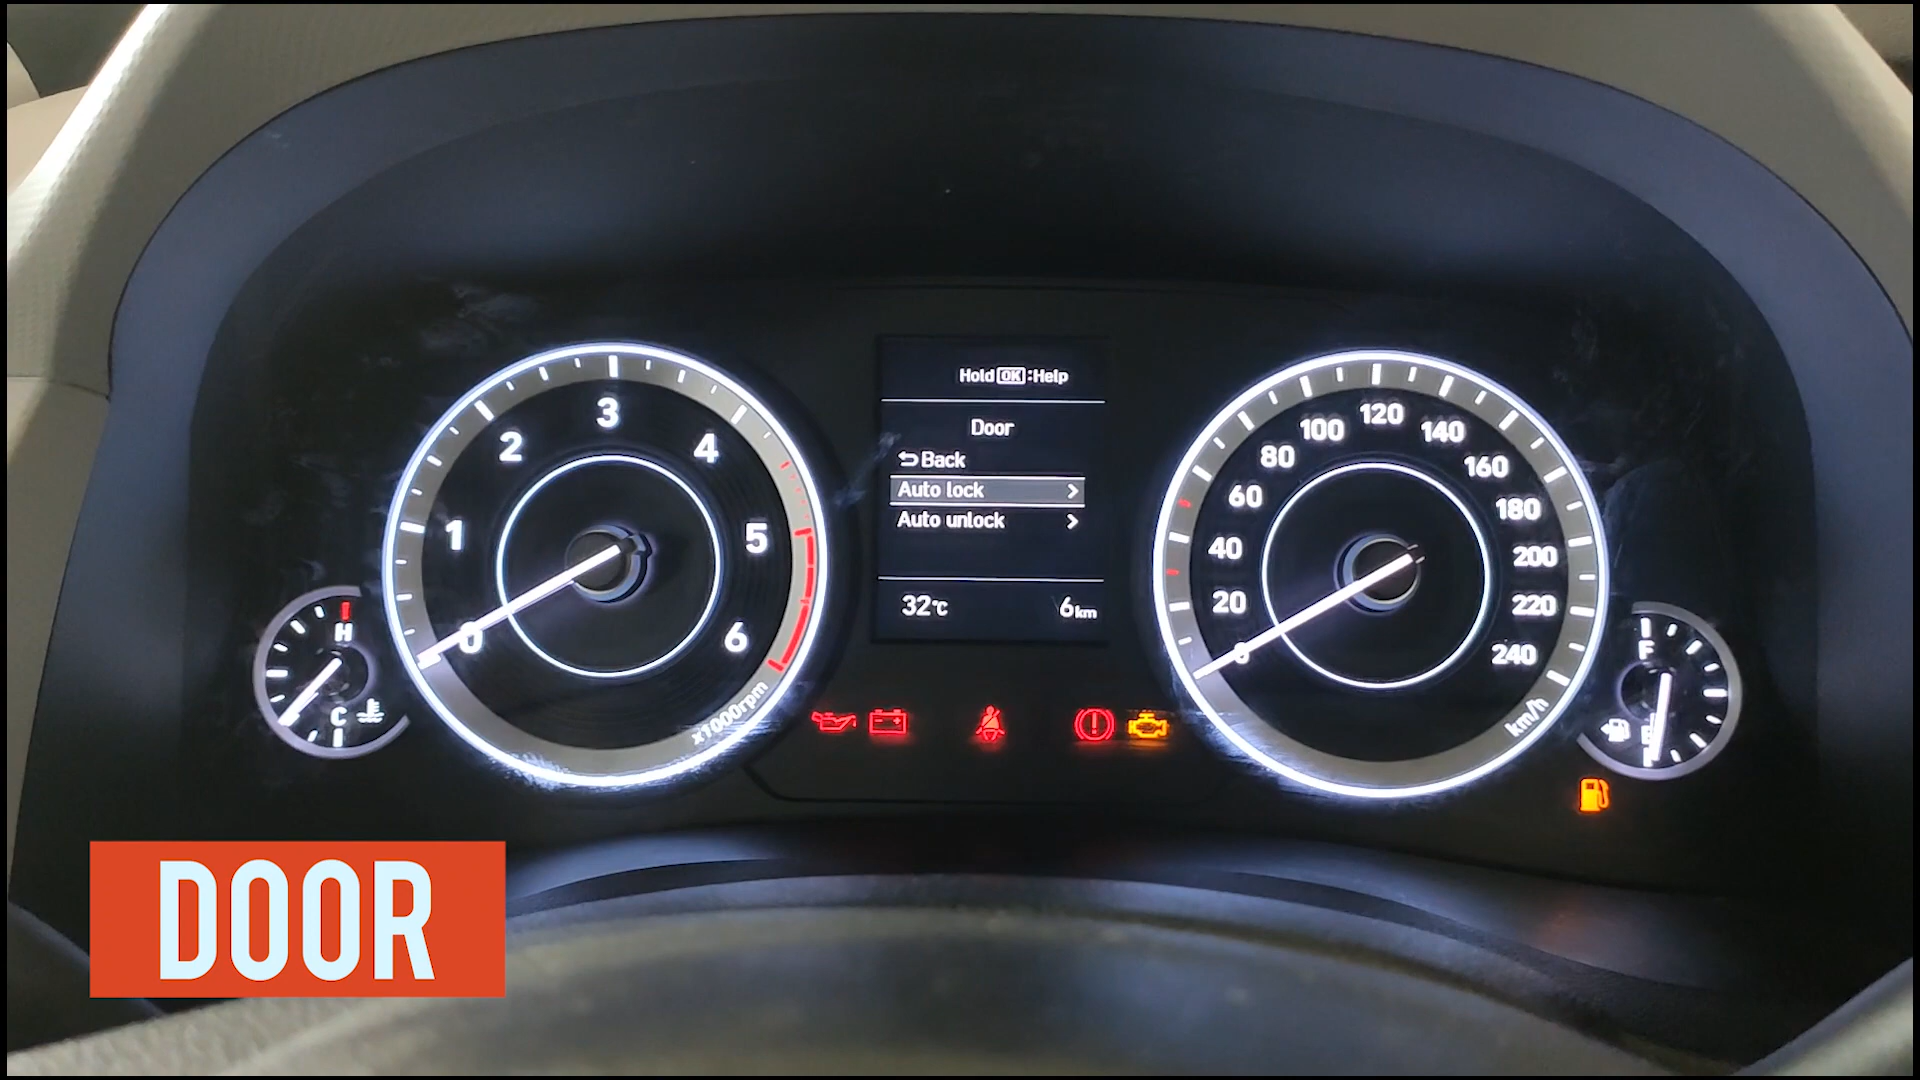 Hold OK :Help
Door
Back
Auto lock
Auto unlock
32℃
6km
0
1
2
3
4
5
6
x1000rpm
H
C
0
20
40
60
80
100
120
140
160
180
200
220
240
km/h
F
E
DOOR